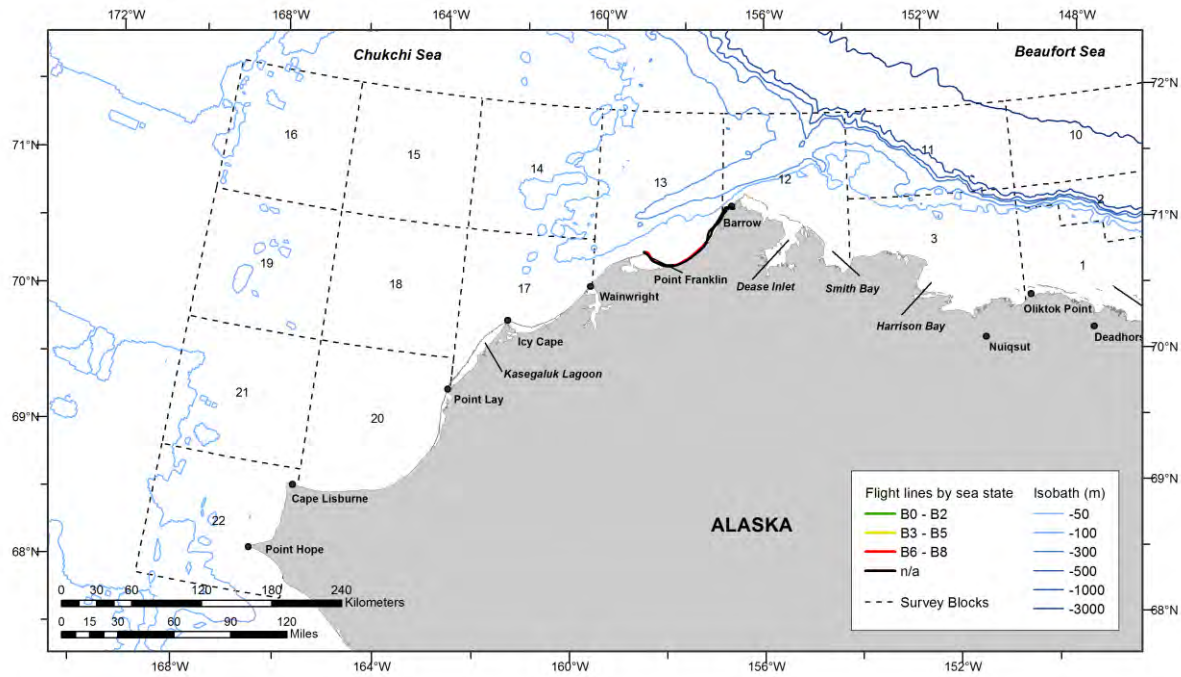 172°W 168°W 164°W 160°W 156°W 152°W 148°W
Chukchi Sea Beaufort Sea
72°N
16 15 14 13 12 11 10
71°N
2
71°N
Barrow
3
19 18 17
Point Franklin Dease Inlet Smith Bay 1
70°N
Wainwright
Harrison Bay Oliktok Point
Icy Cape Nuiqsut Deadhors
70°N
Kasegaluk Lagoon
21 20
Point Lay
69°N
Cape Lisburne
69°N
22
Point Hope
68°N
ALASKA
Flight lines by sea state
B0 - B2
B3 - B5
B6 - B8
n/a
Survey Blocks
Isobath (m)
-50
-100
-300
-500
-1000
-3000
68°N
0 30 60 120 180 240
Kilometers
0 15 30 60 90 120
Miles
168°W 164°W 160°W 156°W 152°W